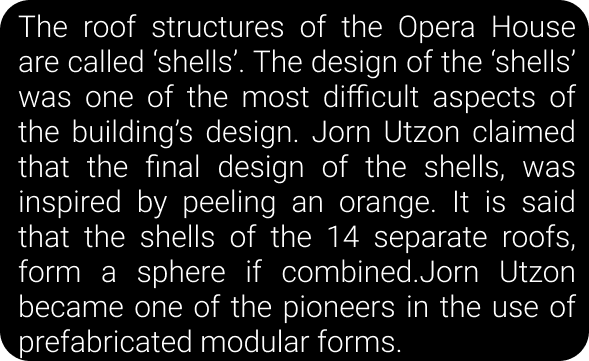 The roof structures of the Opera House
are called ‘shells’. The design of the ‘shells’
was one of the most difficult aspects of
the building’s design. Jorn Utzon claimed
that the final design of the shells, was
inspired by peeling an orange. It is said
that the shells of the 14 separate roofs,
form a sphere if combined.Jorn Utzon
became one of the pioneers in the use of
prefabricated modular forms.